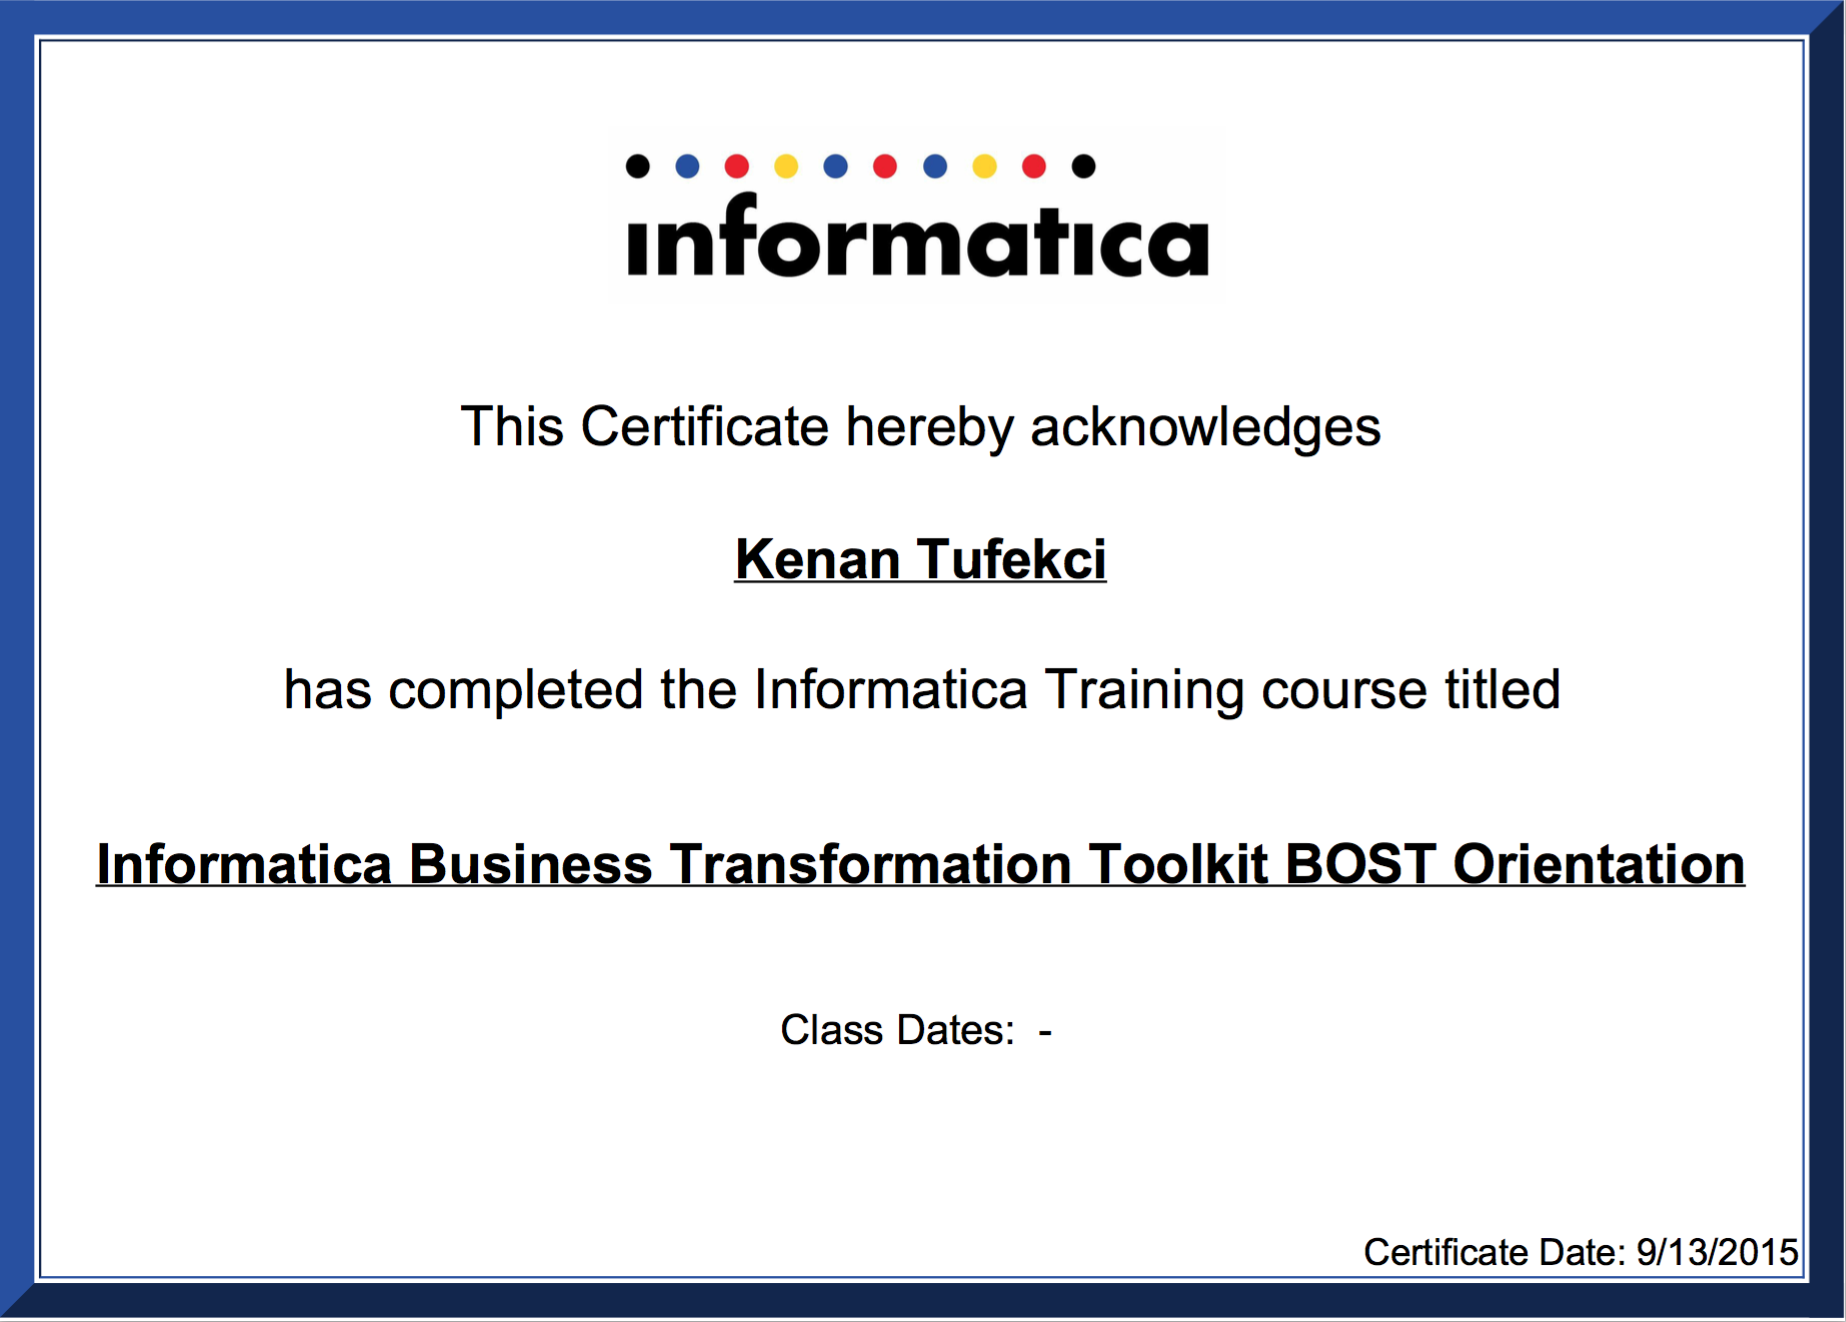 informatica
This Certificate hereby acknowledges
Kenan Tufekci
has completed the Informatica Training course titled
Informatica Business Transformation Toolkit BOST Orientation
Class Dates:  -
Certificate Date: 9/13/2015